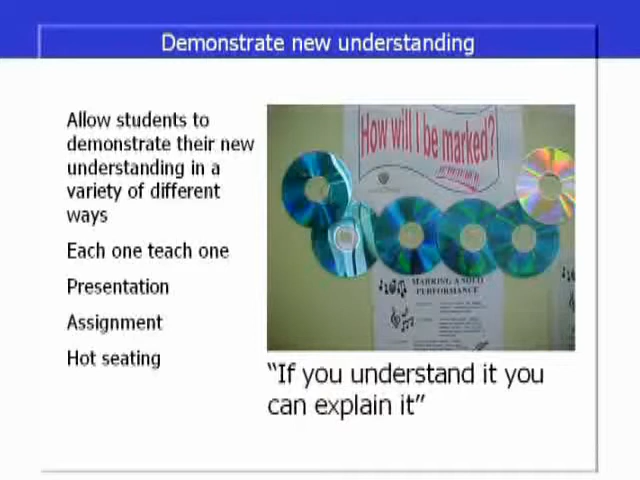 Demonstrate new understanding
Allow students to
demonstrate their new
understanding in a
variety of different
ways
Each one teach one
Presentation
Assignment
Hot seating
How will I be marked?
MARKING A SOLO
PERFORMANCE
"If you understand it you
can explain it"